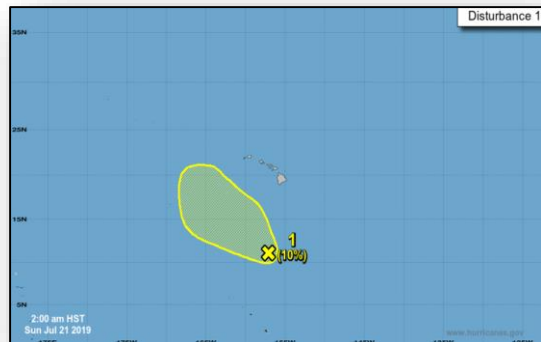 Disturbance 1
35N
25N
15N
1
(10%)
5N
2:00 am HST
Sun Jul 21 2019
www.hurricanes.gov